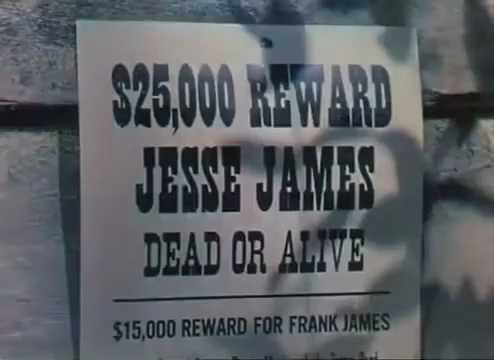 $25,000 REWARD
JESSE JAMES
DEAD OR ALIVE
$15,000 REWARD FOR FRANK JAMES